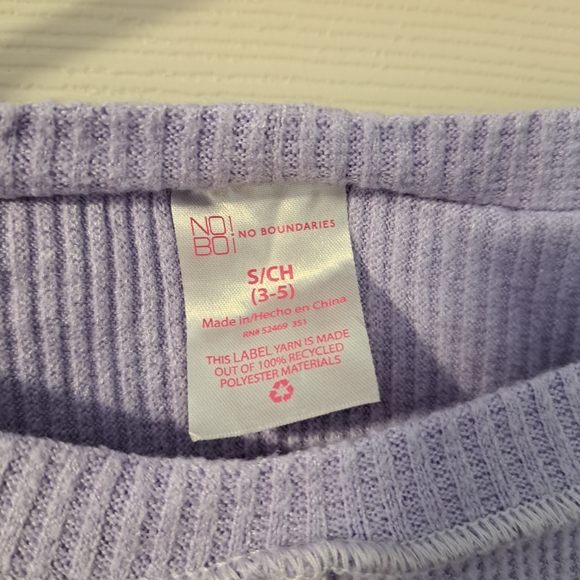 NO!
BO!
NO BOUNDARIES
S/CH
(3-5)
Made in/Hecho en China
RN# 52469 351
THIS LABEL YARN IS MADE
OUT OF 100% RECYCLED
POLYESTER MATERIALS